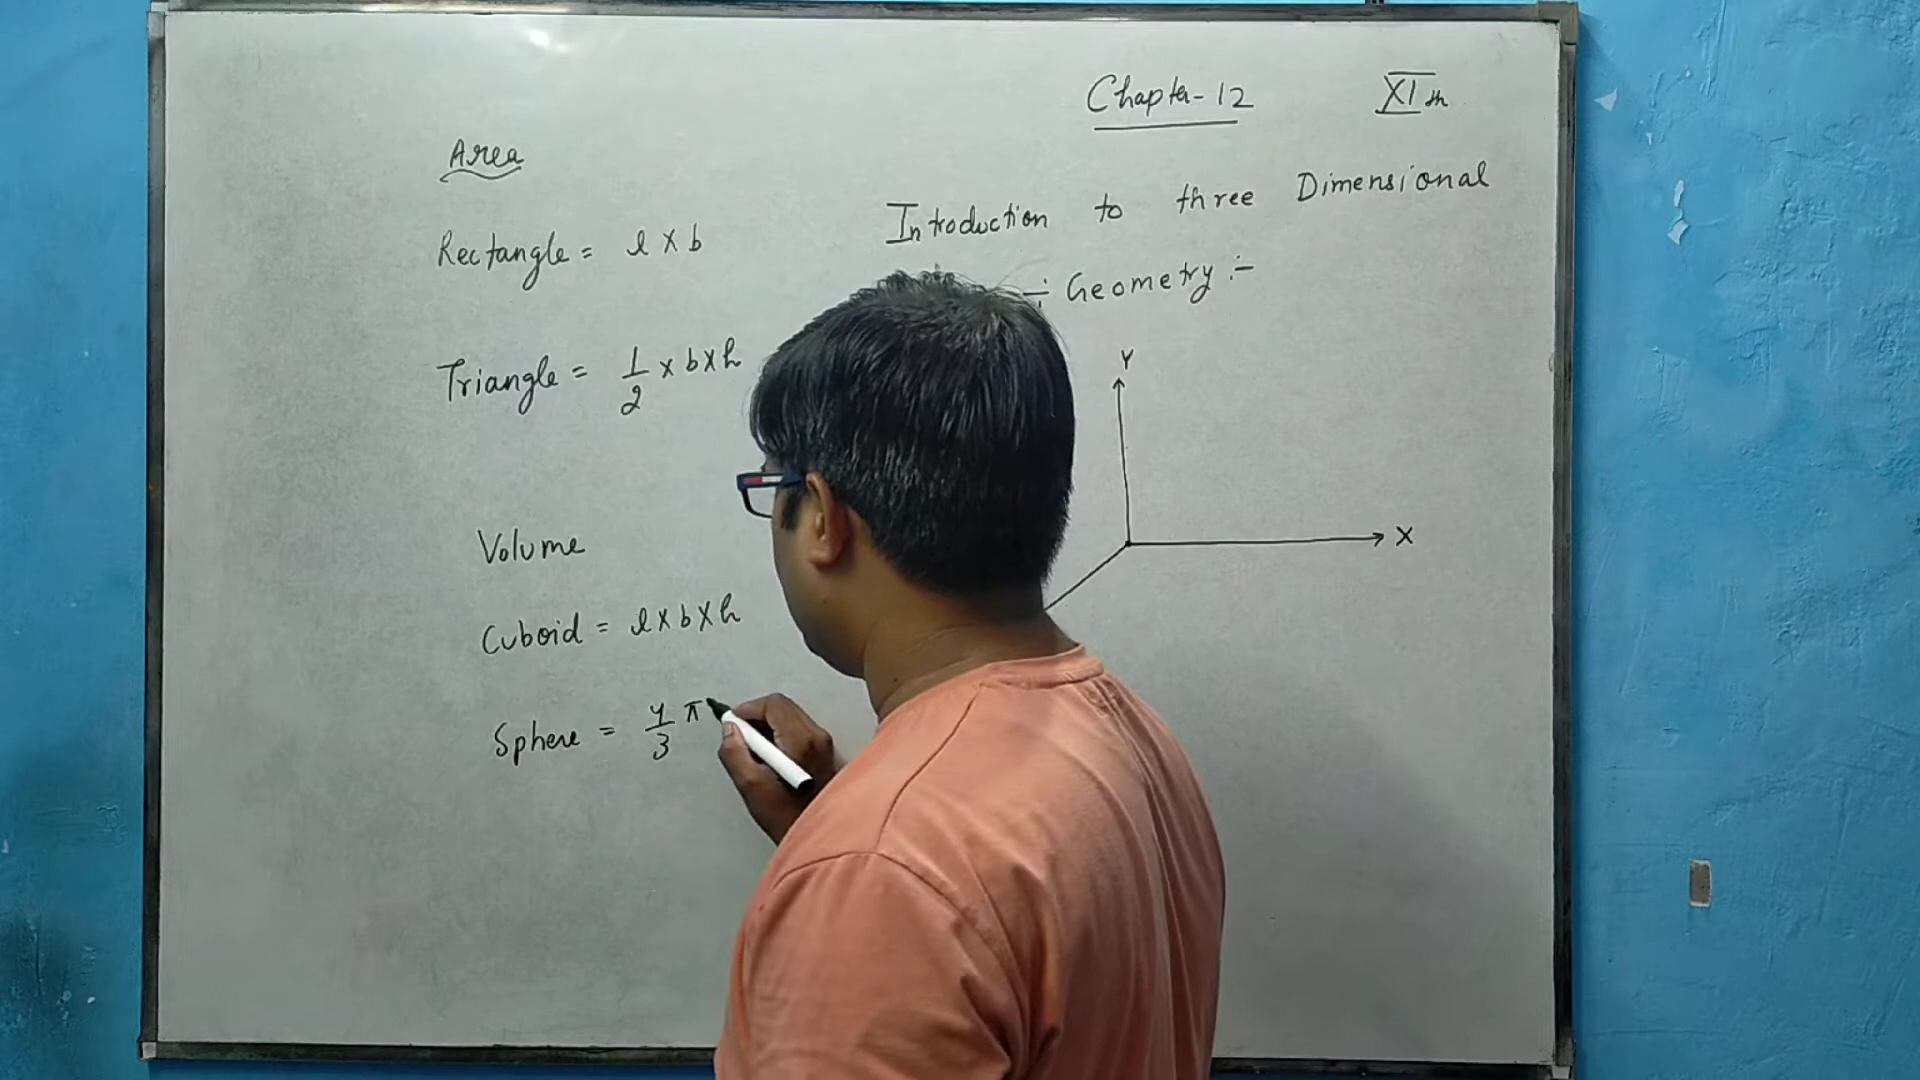 Chapter-12 XIth
Introduction to three Dimensional
Geometry :-
Area
Rectangle = l × b
Triangle = 1/2 × b × h
Volume
Cuboid = l × b × h
Sphere = 4/3 π
Y
X